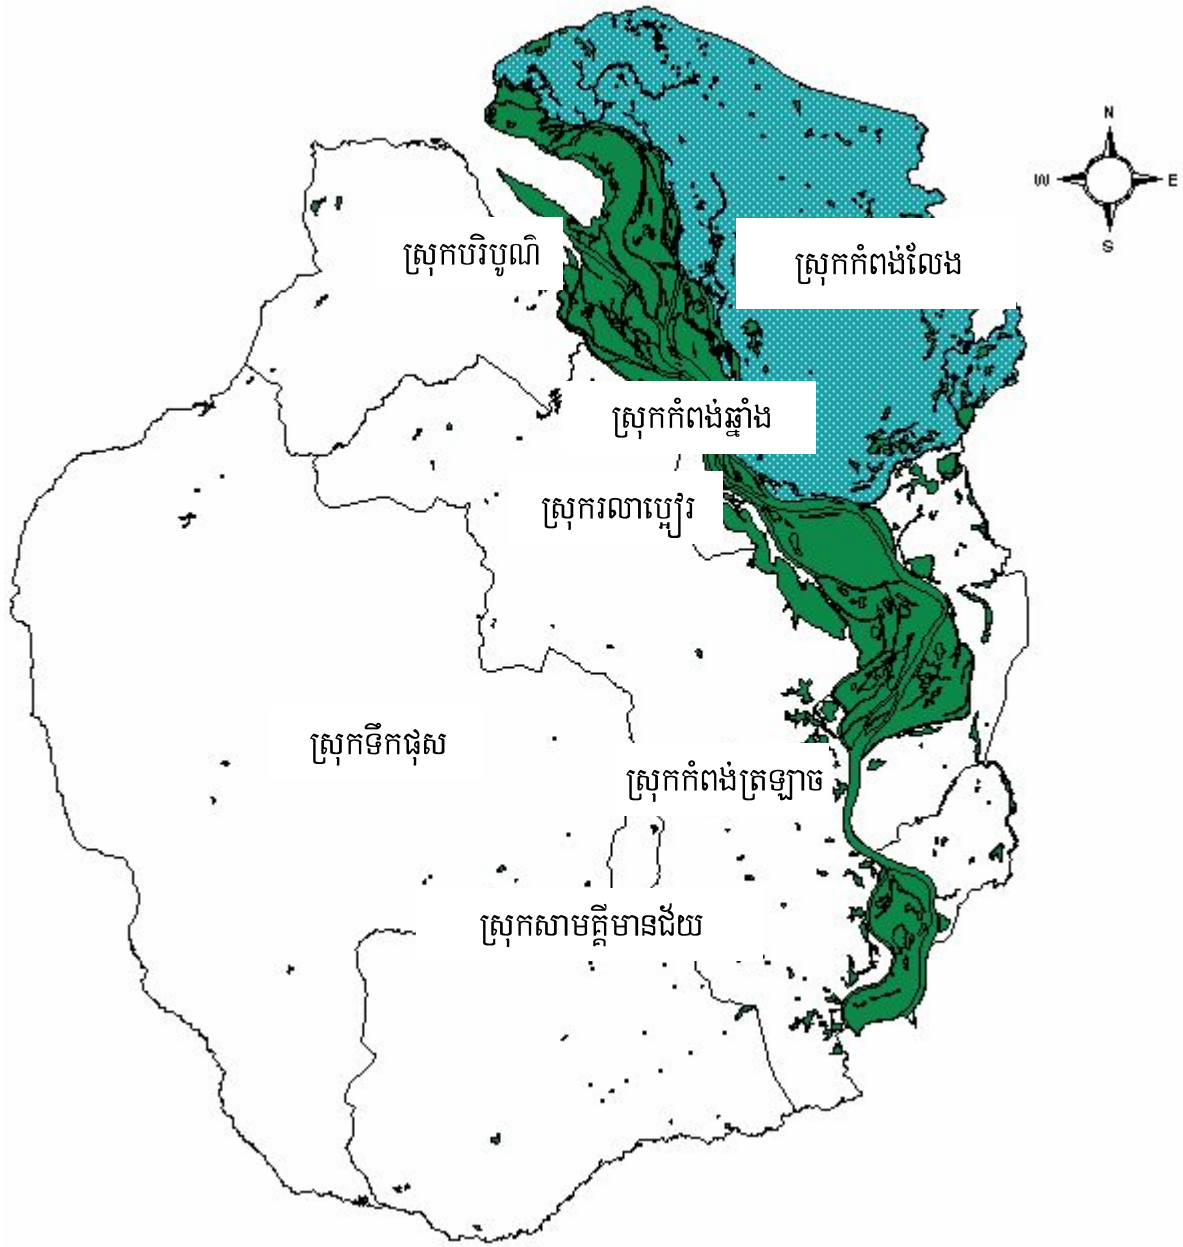 N
W E
S
ស្រុកបរិបូណ៌
ស្រុកកំពង់លែង
ស្រុកកំពង់ឆ្នាំង
ស្រុករលាប្អៀរ
ស្រុកទឹកផុស
ស្រុកកំពង់ត្រឡាច
ស្រុកសាមគ្គីមានជ័យ